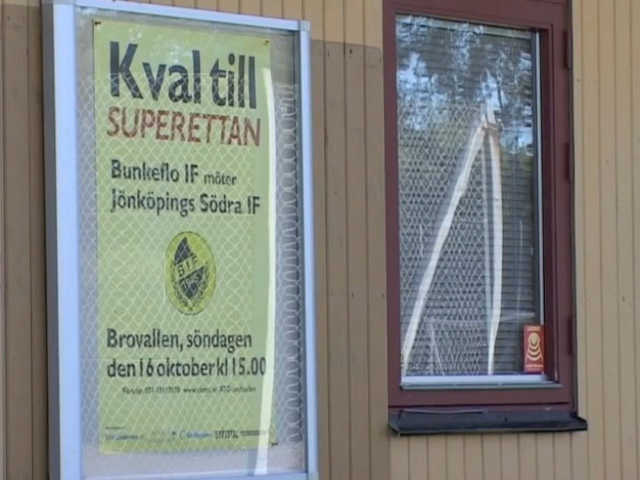 Kval till
SUPERETTAN
Bunkeflo IF möter
Jönköpings Södra IF
Brovallen, söndagen
den 16 oktober kl 15.00